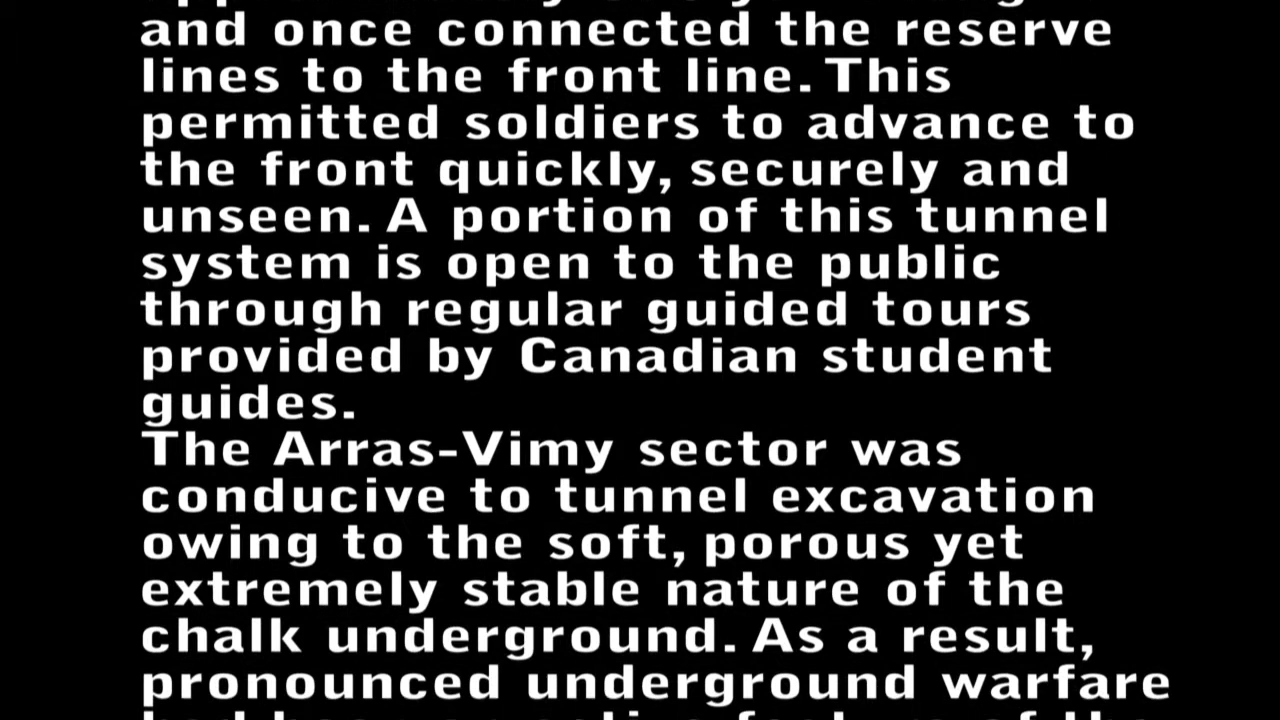 and once connected the reserve
lines to the front line. This
permitted soldiers to advance to
the front quickly, securely and
unseen. A portion of this tunnel
system is open to the public
through regular guided tours
provided by Canadian student
guides.
The Arras-Vimy sector was
conducive to tunnel excavation
owing to the soft, porous yet
extremely stable nature of the
chalk underground. As a result,
pronounced underground warfare